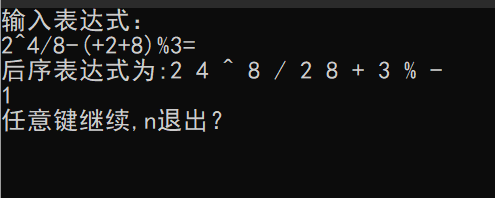 输入表达式：
2^4/8-(+2+8)%3=
后序表达式为:2 4 ^ 8 / 2 8 + 3 % -
1
任意键继续,n退出？